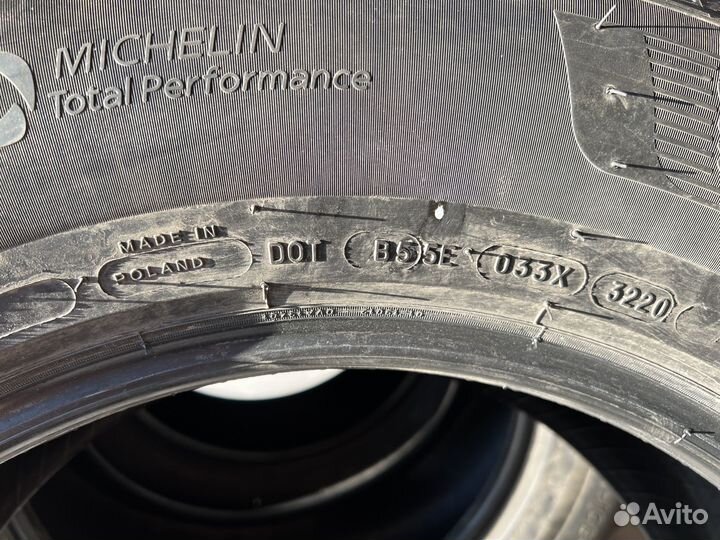 MICHELIN
Total Performance
MADE IN
POLAND
DOT B55E 033X 3220
Avito